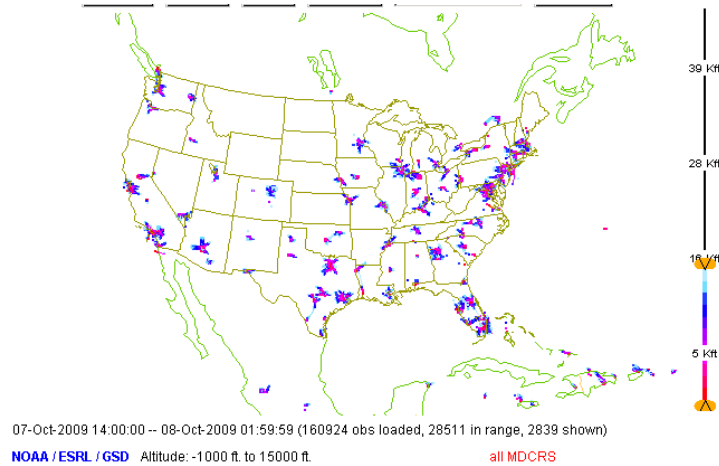 39 Kft
28 Kft
16 Kft
5 Kft
07-Oct-2009 14:00:00 -- 08-Oct-2009 01:59:59 (160924 obs loaded, 28511 in range, 2839 shown)
NOAA / ESRL / GSD Altitude: -1000 ft. to 15000 ft. all MDCRS